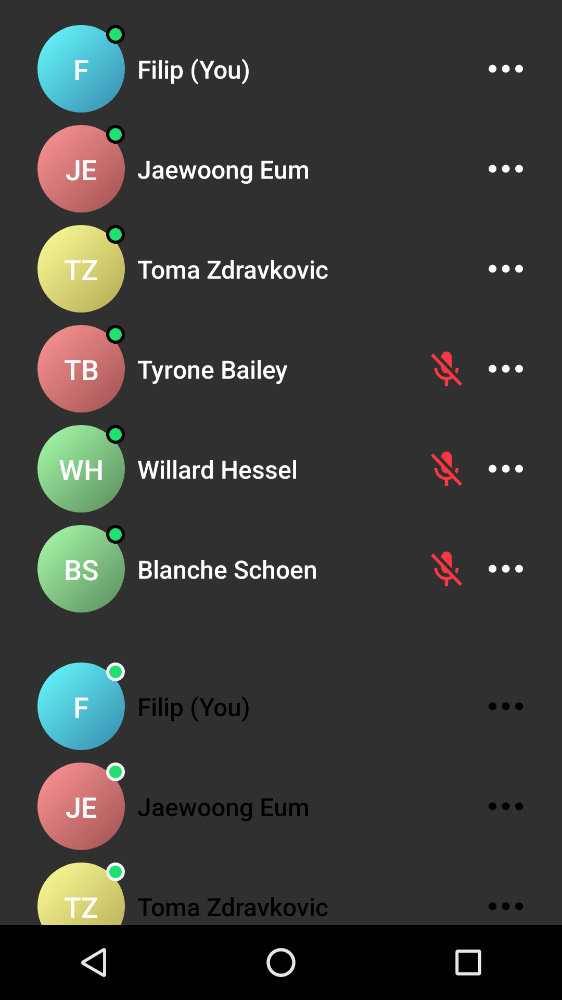 F Filip (You)
JE Jaewoong Eum
TZ Toma Zdravkovic
TB Tyrone Bailey
WH Willard Hessel
BS Blanche Schoen
F Filip (You)
JE Jaewoong Eum
TZ Toma Zdravkovic